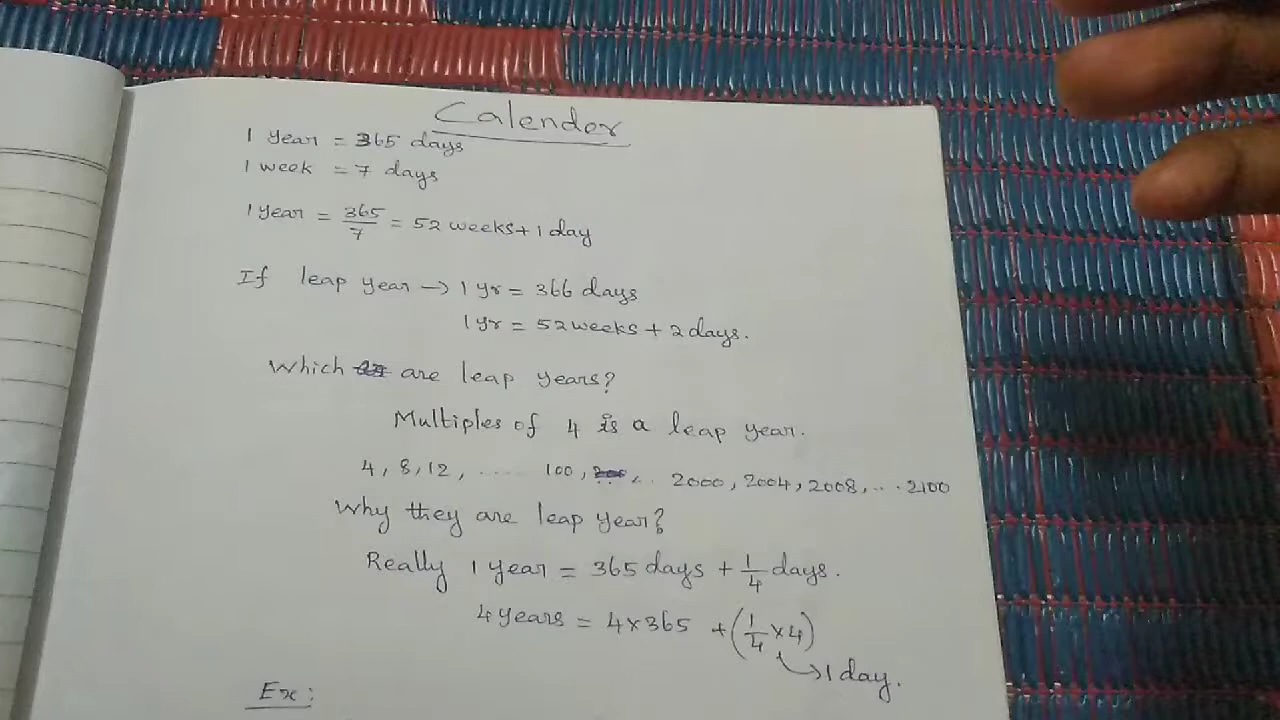 Calender
1 Year = 365 days
1 week = 7 days
1 Year = 365/7 = 52 weeks + 1 day
If leap year → 1 yr = 366 days
1 yr = 52 weeks + 2 days.
Which are leap years?
Multiples of 4 is a leap year.
4, 8, 12, ..... 100, .. 2000, 2004, 2008, ... 2100
Why they are leap year?
Really 1 year = 365 days + 1/4 days.
4 years = 4 x 365 + (1/4 x 4)
→ 1 day.
Ex: